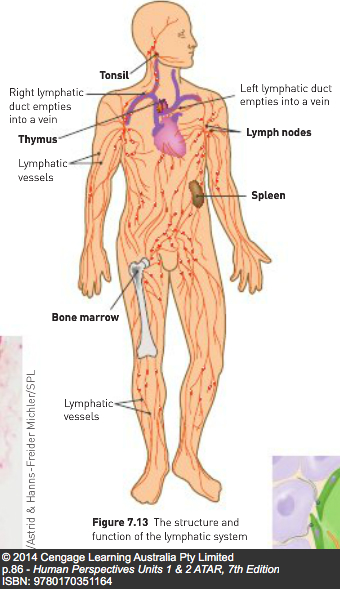 Tonsil
Right lymphatic
duct empties
into a vein
Left lymphatic duct
empties into a vein
Thymus
Lymph nodes
Lymphatic
vessels
Spleen
Bone marrow
Lymphatic
vessels
/Astrid & Hanns-Freider Michler/SPL
Figure 7.13 The structure and
function of the lymphatic system
© 2014 Cengage Learning Australia Pty Limited
p.86 - Human Perspectives Units 1 & 2 ATAR, 7th Edition
ISBN: 9780170351164